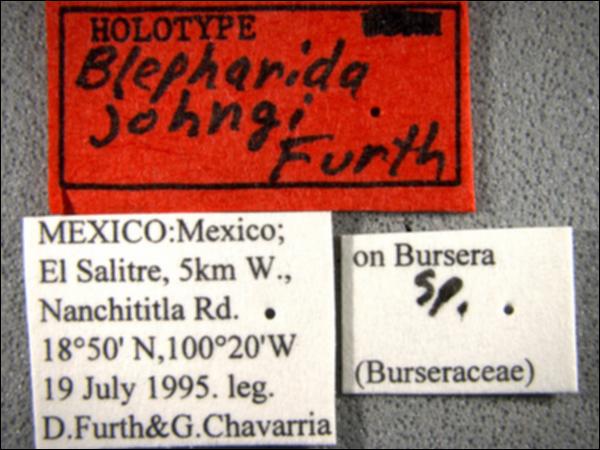 HOLOTYPE
Blepharida
johngi
Furth
MEXICO:Mexico;
El Salitre, 5km W.,
Nanchititla Rd.
18°50' N,100°20'W
19 July 1995. leg.
D.Furth&G.Chavarria
on Bursera
sp.
(Burseraceae)